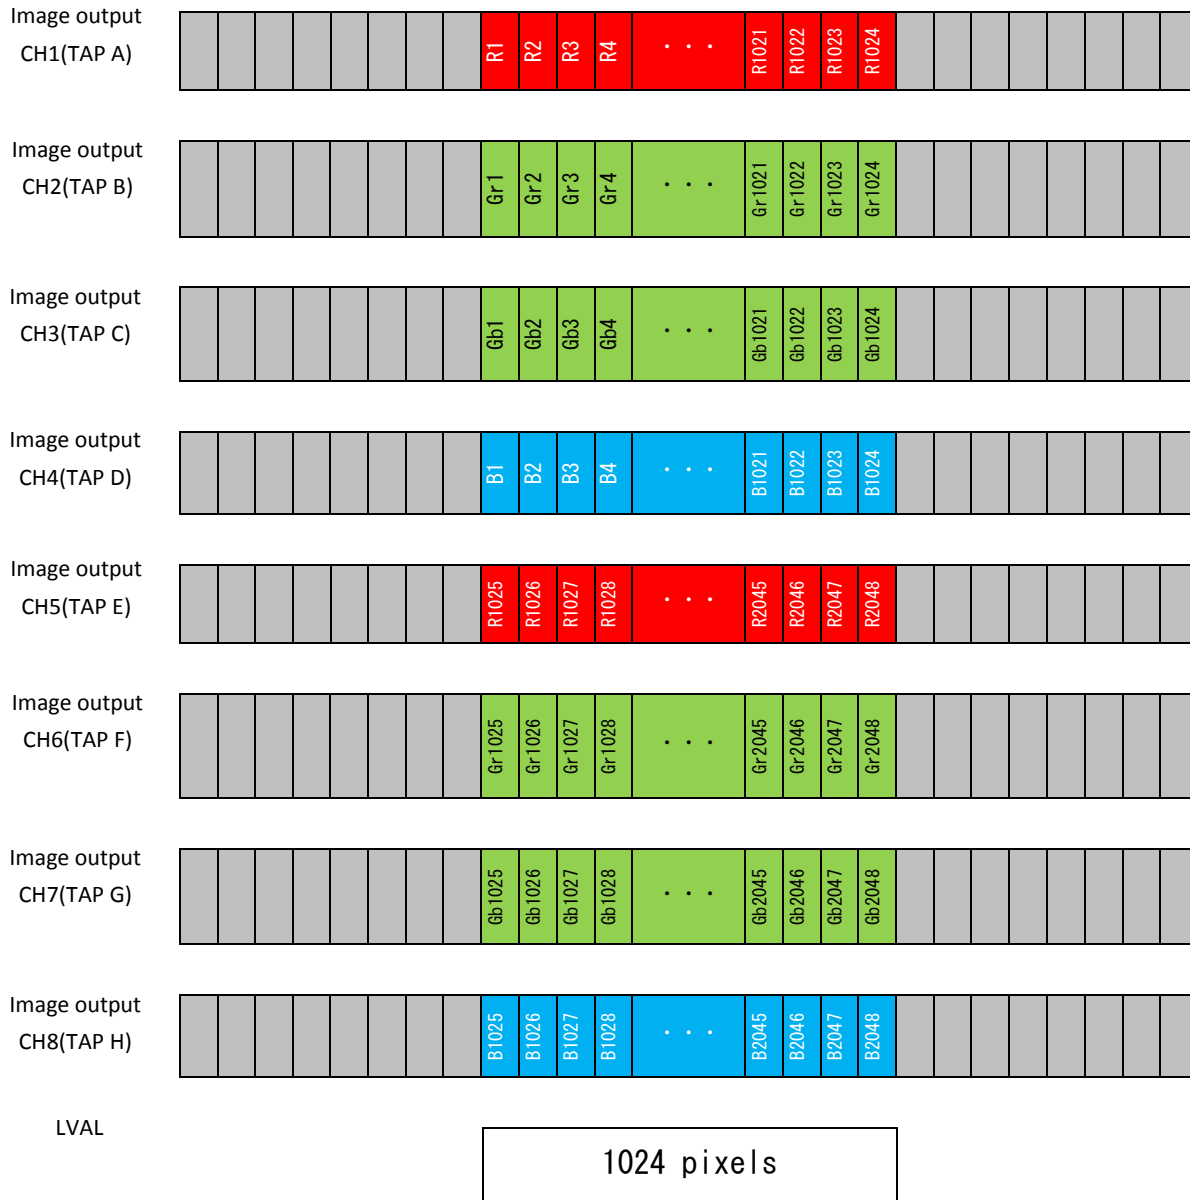 Image output
CH1(TAP A)
R1 R2 R3 R4 ・・・ R1021 R1022 R1023 R1024
Image output
CH2(TAP B)
Gr1 Gr2 Gr3 Gr4 ・・・ Gr1021 Gr1022 Gr1023 Gr1024
Image output
CH3(TAP C)
Gb1 Gb2 Gb3 Gb4 ・・・ Gb1021 Gb1022 Gb1023 Gb1024
Image output
CH4(TAP D)
B1 B2 B3 B4 ・・・ B1021 B1022 B1023 B1024
Image output
CH5(TAP E)
R1025 R1026 R1027 R1028 ・・・ R2045 R2046 R2047 R2048
Image output
CH6(TAP F)
Gr1025 Gr1026 Gr1027 Gr1028 ・・・ Gr2045 Gr2046 Gr2047 Gr2048
Image output
CH7(TAP G)
Gb1025 Gb1026 Gb1027 Gb1028 ・・・ Gb2045 Gb2046 Gb2047 Gb2048
Image output
CH8(TAP H)
B1025 B1026 B1027 B1028 ・・・ B2045 B2046 B2047 B2048
LVAL
1024 pixels